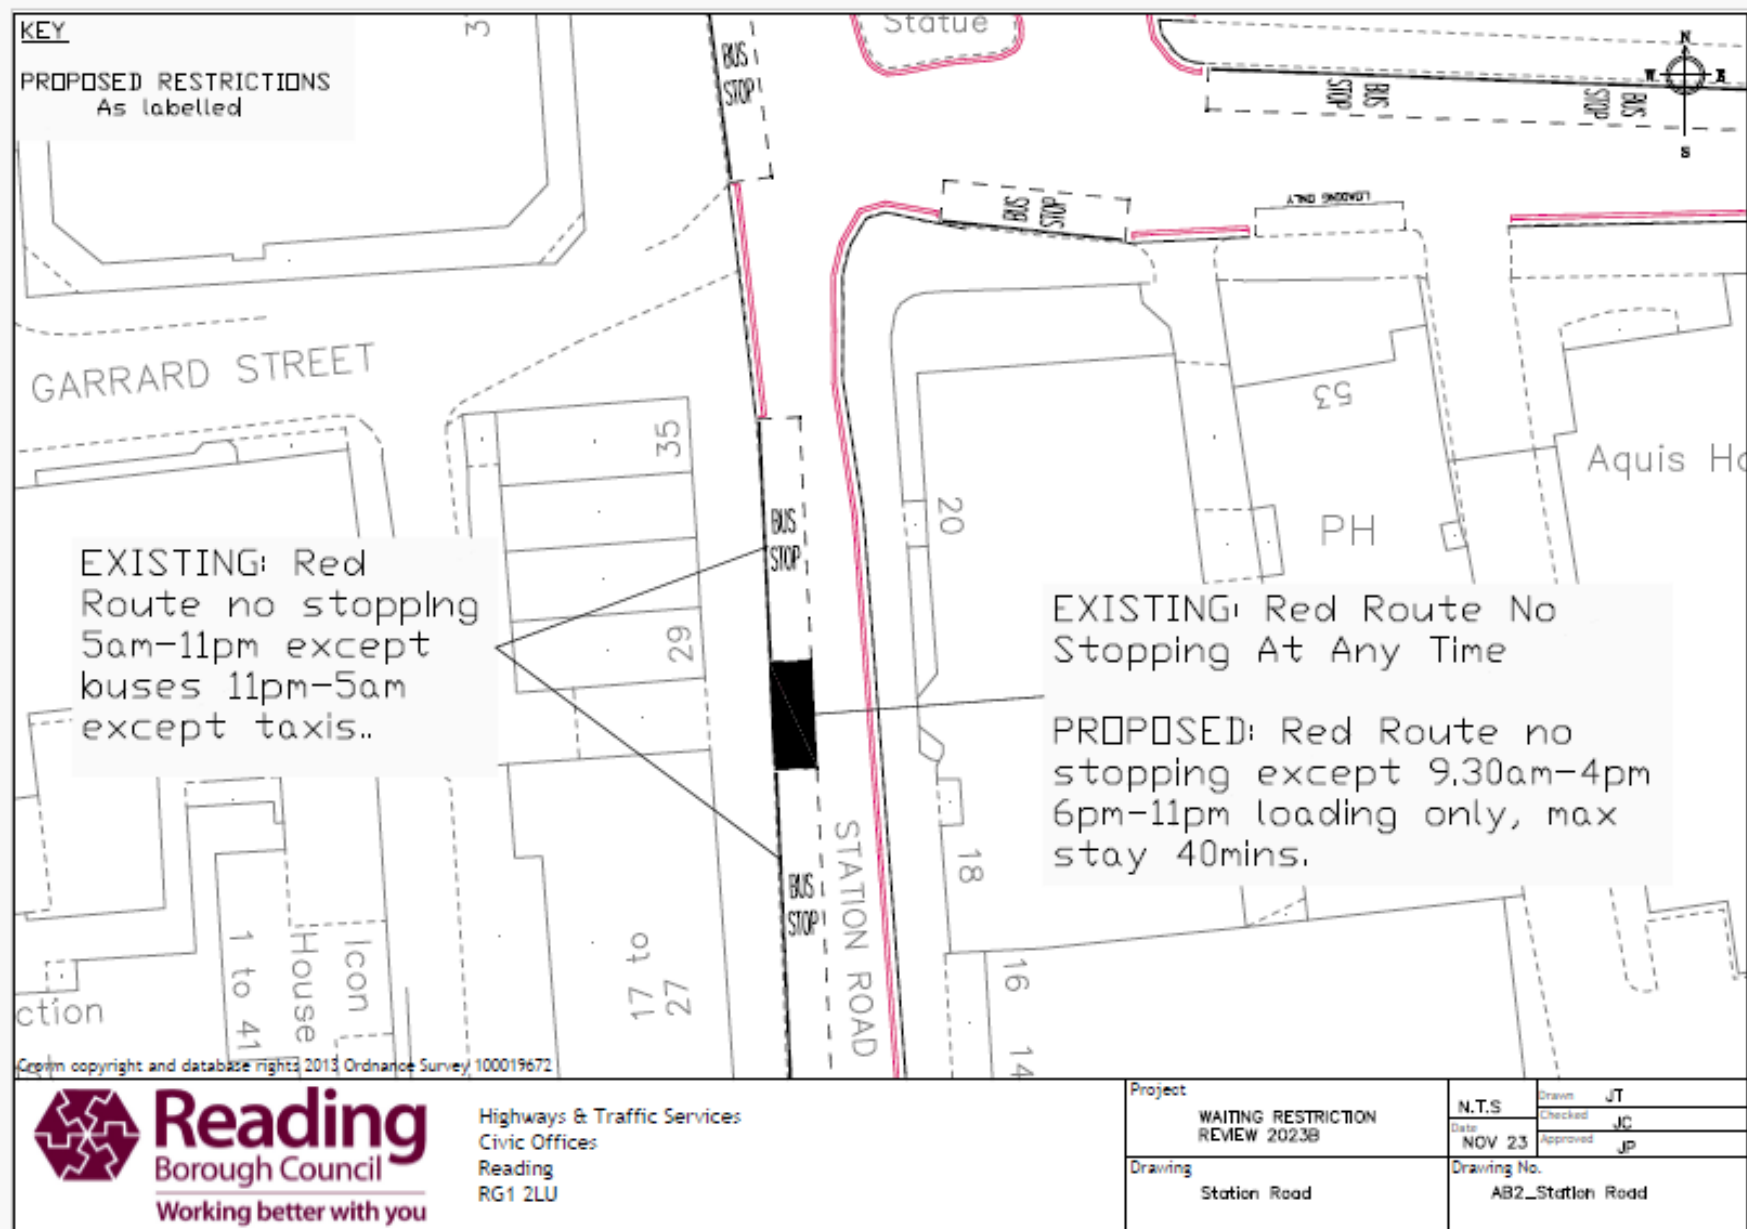 KEY
PROPOSED RESTRICTIONS
As labelled
3
BUS
STOP
Statue
BUS
STOP
BUS
STOP
N
W
E
S
BUS
STOP
LOADING ONLY
GARRARD STREET
35
29
BUS
STOP
20
53
PH
Aquis Ho
EXISTING: Red
Route no stopping
5am-11pm except
buses 11pm-5am
except taxis..
EXISTING: Red Route No
Stopping At Any Time
PROPOSED: Red Route no
stopping except 9.30am-4pm
6pm-11pm loading only, max
stay 40mins.
BUS
STOP
STATION ROAD
18
16
14
17 to
27
Icon
House
1 to 41
ction
Crown copyright and database rights 2013 Ordnance Survey 100019672
Reading
Borough Council
Working better with you
Highways & Traffic Services
Civic Offices
Reading
RG1 2LU
Project
WAITING RESTRICTION
REVIEW 2023B
Drawing
Station Road
N.T.S
Date
NOV 23
Drawn JT
Checked JC
Approved JP
Drawing No.
AB2_Station Road